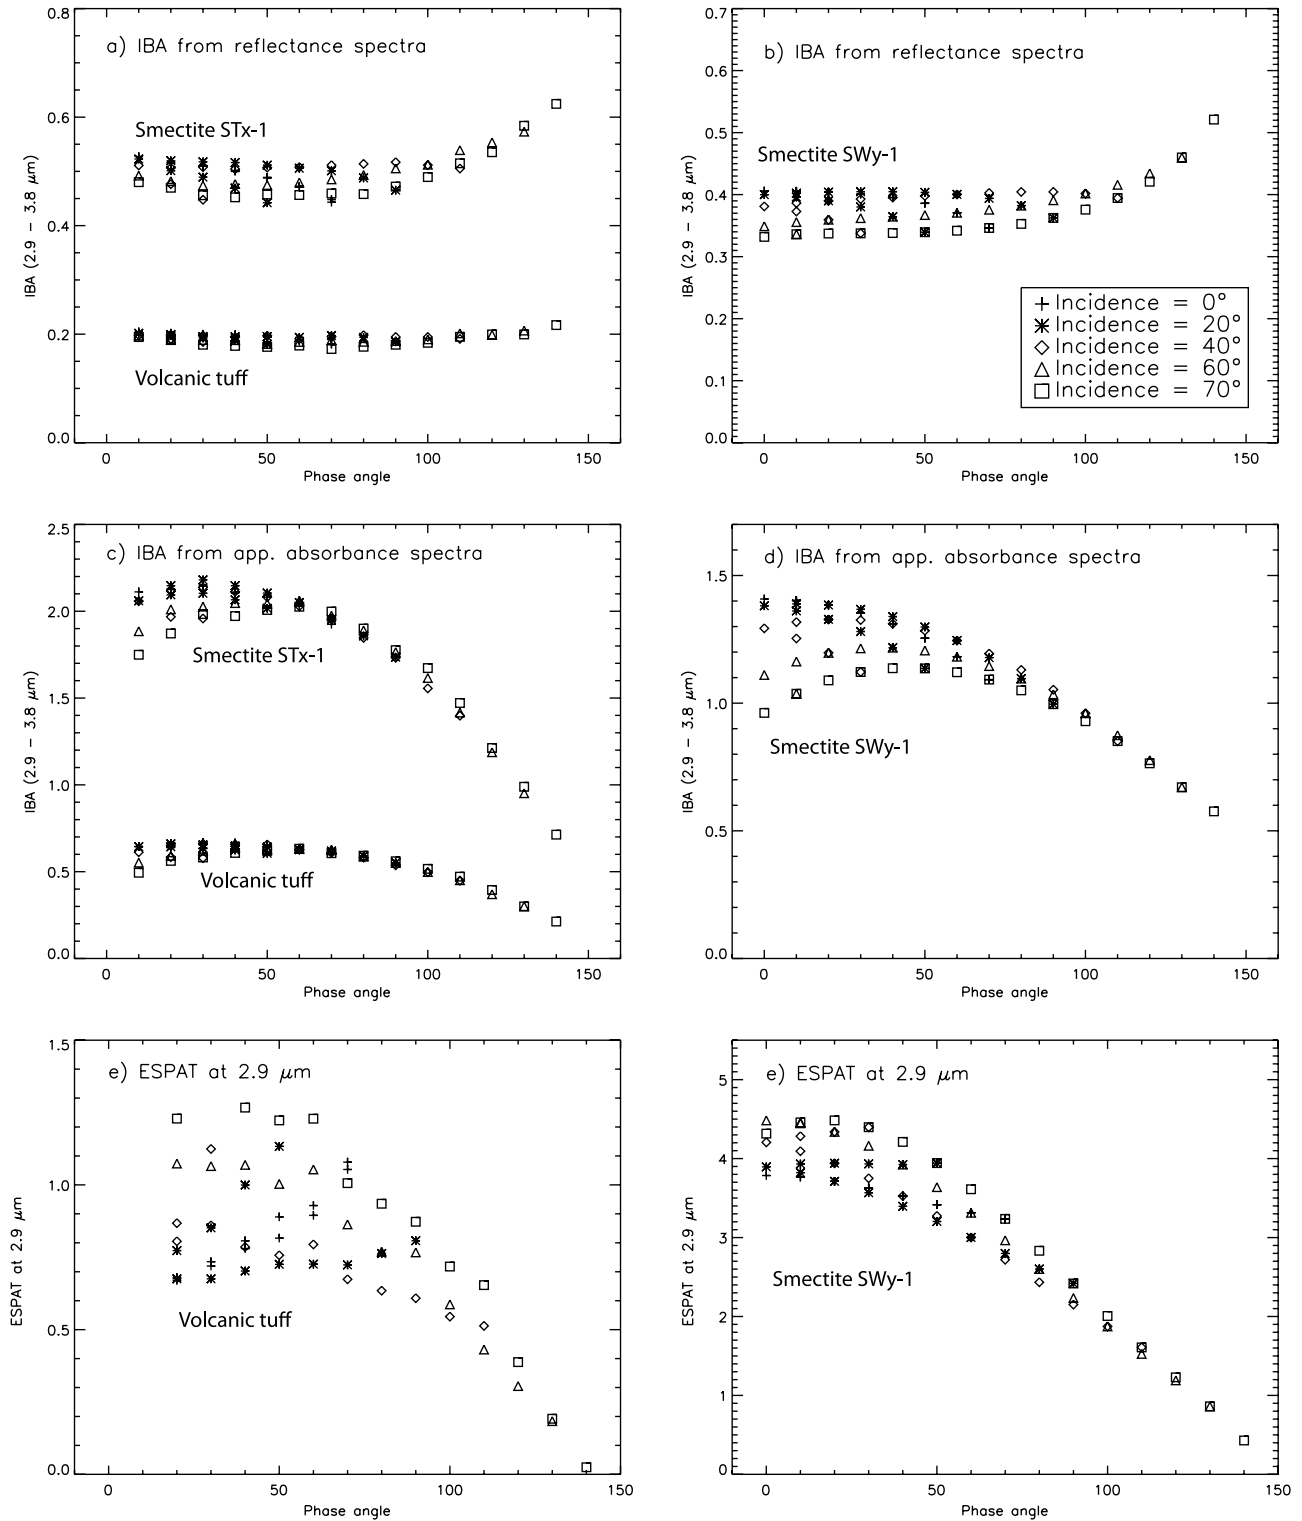 a) IBA from reflectance spectra
Smectite STx-1
Volcanic tuff
IBA (2.9 – 3.8 μm)
0.8
0.6
0.4
0.2
0.0
0 50 100 150
Phase angle
b) IBA from reflectance spectra
Smectite SWy-1
Incidence = 0°
Incidence = 20°
Incidence = 40°
Incidence = 60°
Incidence = 70°
IBA (2.9 – 3.8 μm)
0.7
0.6
0.5
0.4
0.3
0.2
0.1
0.0
0 50 100 150
Phase angle
c) IBA from app. absorbance spectra
Smectite STx-1
Volcanic tuff
IBA (2.9 – 3.8 μm)
2.5
2.0
1.5
1.0
0.5
0.0
0 50 100 150
Phase angle
d) IBA from app. absorbance spectra
Smectite SWy-1
IBA (2.9 – 3.8 μm)
1.5
1.0
0.5
0.0
0 50 100 150
Phase angle
e) ESPAT at 2.9 μm
Volcanic tuff
ESPAT at 2.9 μm
1.5
1.0
0.5
0.0
0 50 100 150
Phase angle
e) ESPAT at 2.9 μm
Smectite SWy-1
ESPAT at 2.9 μm
5
4
3
2
1
0
0 50 100 150
Phase angle